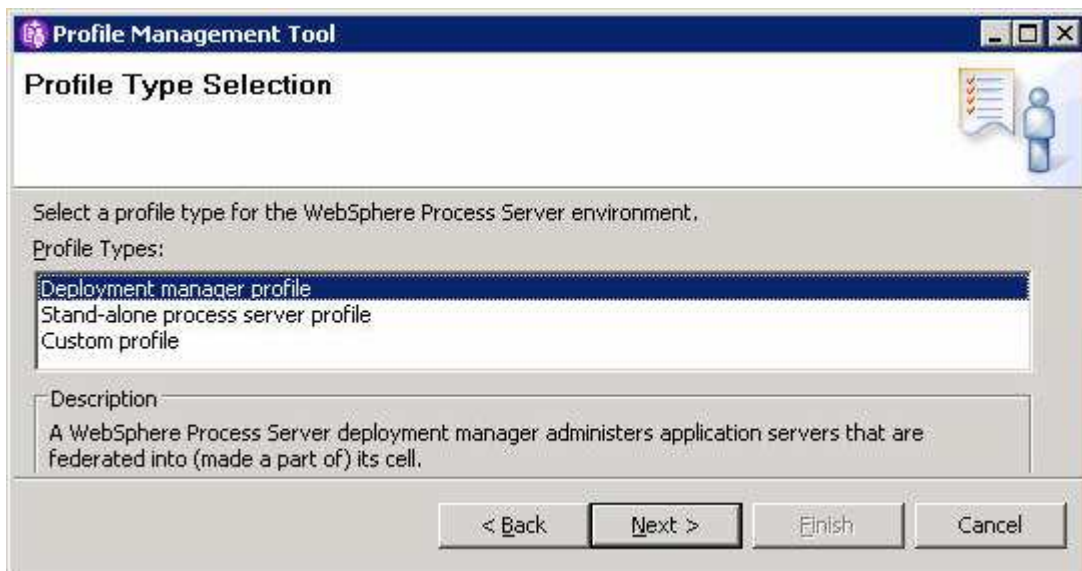 Profile Management Tool
Profile Type Selection
Select a profile type for the WebSphere Process Server environment.
Profile Types:
Deployment manager profile
Stand-alone process server profile
Custom profile
Description
A WebSphere Process Server deployment manager administers application servers that are
federated into (made a part of) its cell.
< Back Next > Finish Cancel